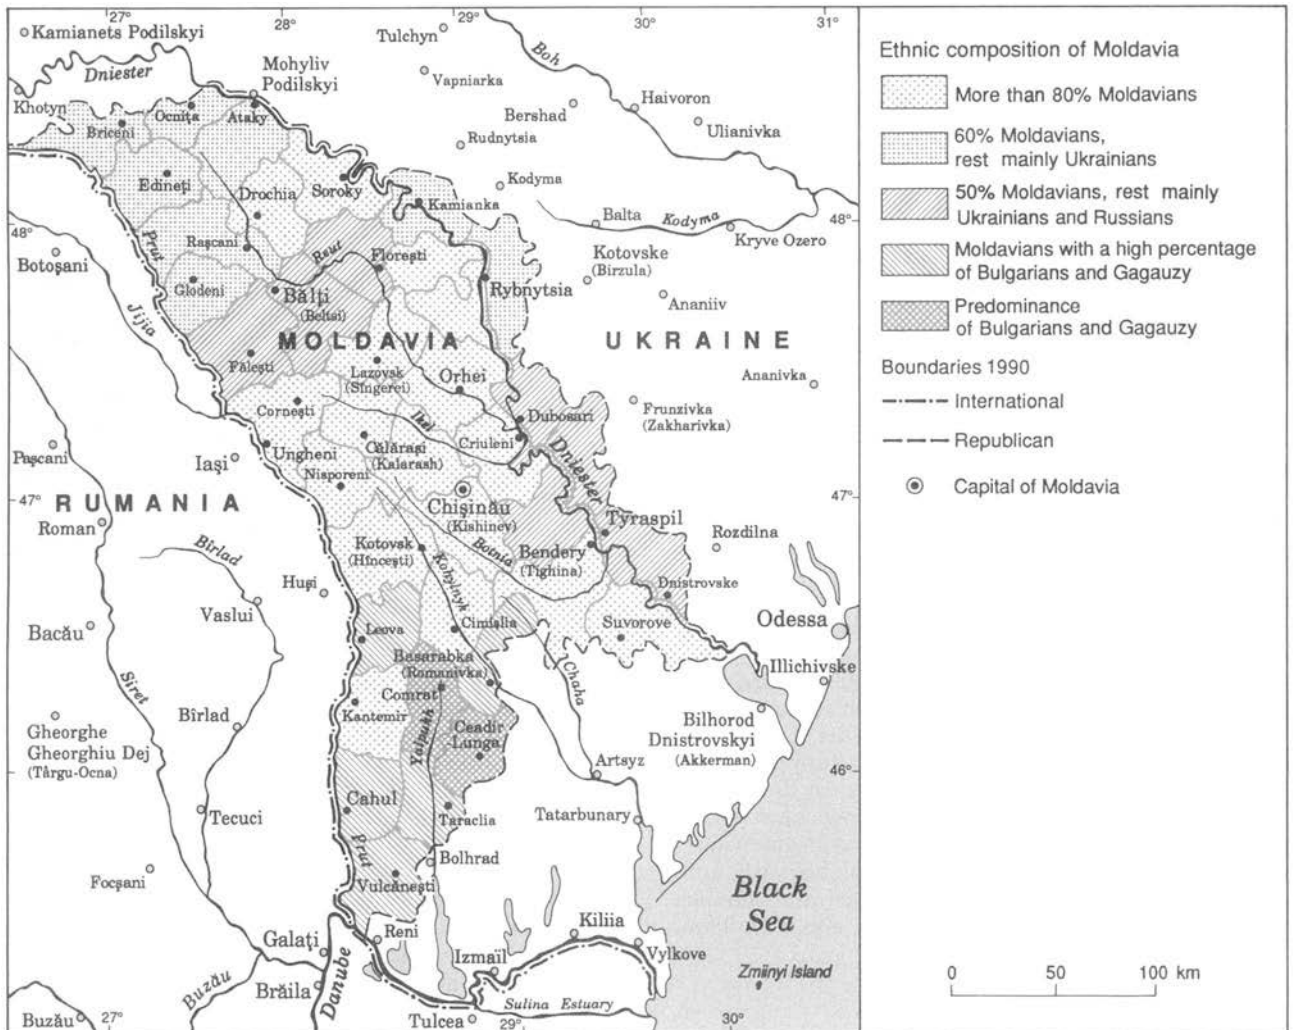 27°
28°
29°
30°
31°
Kamianets Podilskyi
Tulchyn
Boh
Dniester
Mohyliv
Podilskyi
Vapniarka
Khotyn
Ocnița
Ataky
Bershad
Haivoron
Briceni
Ulianivka
Rudnytsia
Edineți
Soroky
Kodyma
Drochia
Kamianka
Balta
Kodyma
48°
48°
Kryve Ozero
Prut
Rașcani
Reut
Florești
Kotovske
(Birzula)
Botoșani
Glodeni
Bălți
(Beltsi)
Rybnytsia
Ananiiv
Jijia
MOLDAVIA
UKRAINE
Fălești
Lazovsk
(Sîngerei)
Orhei
Ananivka
Cornești
Ikel
Dubosari
Frunzivka
(Zakharivka)
Criuleni
Ungheni
Călărași
(Kalarash)
Dniester
Pașcani
Iași
Nisporeni
47°
47°
RUMANIA
Chișinău
(Kishinev)
Roman
Tyraspil
Rozdilna
Kotovsk
(Hîncești)
Botnia
Bendery
(Tighina)
Bîrlad
Kohylnyk
Huși
Dnistrovske
Vaslui
Bacău
Leova
Cimișlia
Suvorove
Odessa
Basarabka
(Romanivka)
Chaha
Illichivske
Siret
Comrat
Kantemir
Bîrlad
Gheorghe
Gheorghiu Dej
(Târgu-Ocna)
Yalpukh
Ceadîr
-Lunga
Bilhorod
Dnistrovskyi
(Akkerman)
Artsyz
46°
Cahul
Taraclia
Tecuci
Tatarbunary
Prut
Bolhrad
Focșani
Vulcănești
Black
Sea
Reni
Kiliia
Galați
Izmaïl
Vylkove
Buzău
Danube
Zmiinyi Island
Brăila
Sulina Estuary
Buzău
27°
Tulcea
29°
30°
Ethnic composition of Moldavia
More than 80% Moldavians
60% Moldavians,
rest mainly Ukrainians
50% Moldavians, rest mainly
Ukrainians and Russians
Moldavians with a high percentage
of Bulgarians and Gagauzy
Predominance
of Bulgarians and Gagauzy
Boundaries 1990
International
Republican
Capital of Moldavia
0 50 100 km